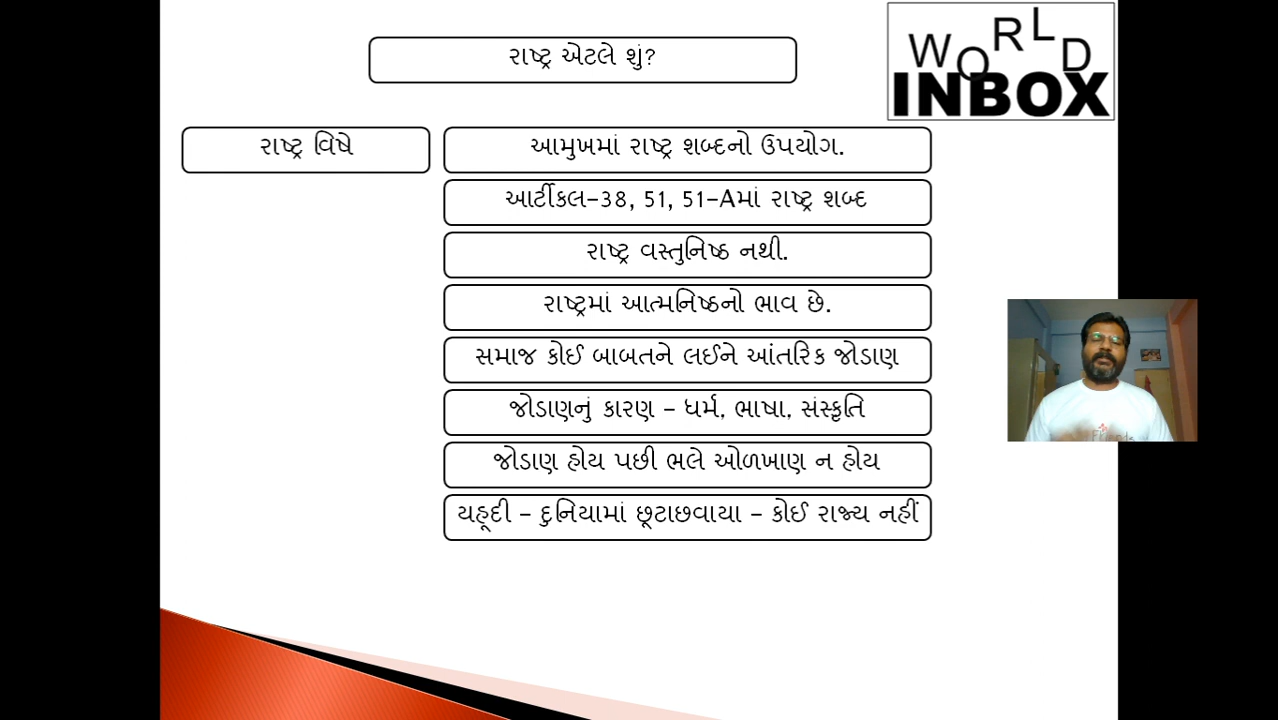 રાષ્ટ્ર એટલે શું?
WORLD
INBOX
રાષ્ટ્ર વિષે
આમુખમાં રાષ્ટ્ર શબ્દનો ઉપયોગ.
આર્ટીકલ–38, 51, 51–Aમાં રાષ્ટ્ર શબ્દ
રાષ્ટ્ર વસ્તુનિષ્ઠ નથી.
રાષ્ટ્રમાં આત્મનિષ્ઠનો ભાવ છે.
સમાજ કોઈ બાબતને લઈને આંતરિક જોડાણ
જોડાણનું કારણ – ધર્મ, ભાષા, સંસ્કૃતિ
જોડાણ હોય પછી ભલે ઓળખાણ ન હોય
યહૂદી – દુનિયામાં છૂટાછવાયા – કોઈ રાજ્ય નહીં